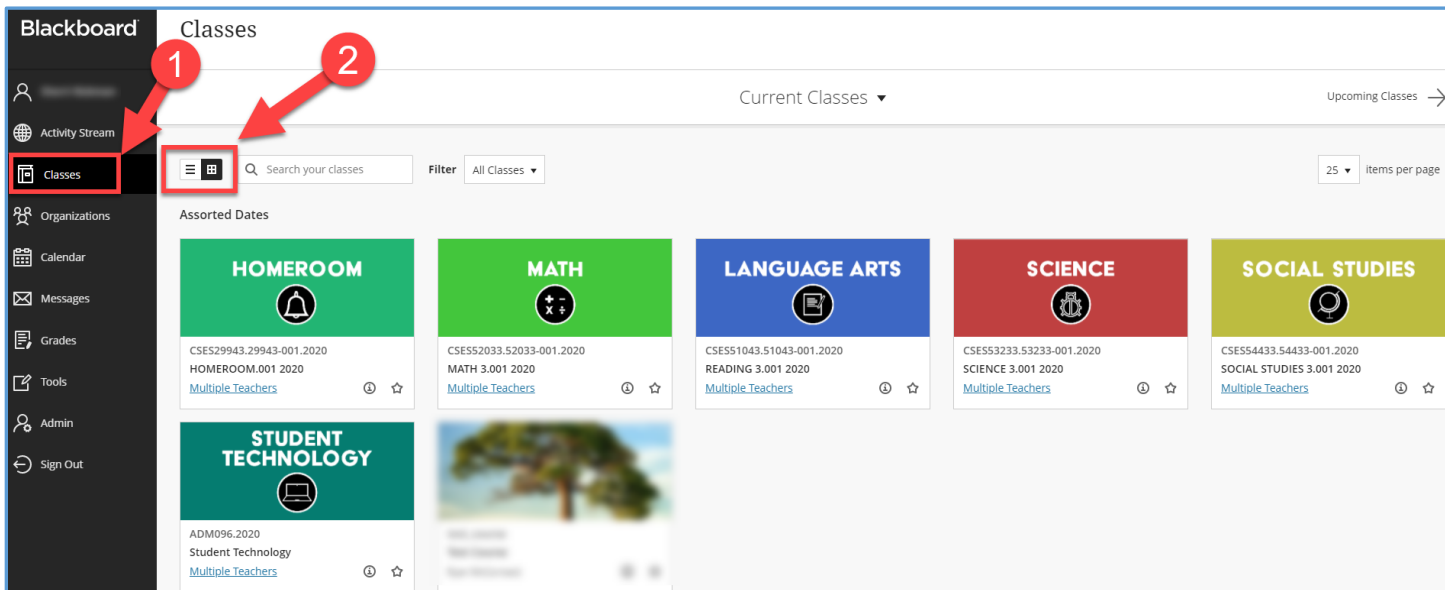 Blackboard
Classes
1
2
Current Classes
Upcoming Classes
Activity Stream
Classes
Organizations
Calendar
Messages
Grades
Tools
Admin
Sign Out
Search your classes
Filter
All Classes
25
items per page
Assorted Dates
HOMEROOM
CSES29943.29943-001.2020
HOMEROOM.001 2020
Multiple Teachers
MATH
CSES52033.52033-001.2020
MATH 3.001 2020
Multiple Teachers
LANGUAGE ARTS
CSES51043.51043-001.2020
READING 3.001 2020
Multiple Teachers
SCIENCE
CSES53233.53233-001.2020
SCIENCE 3.001 2020
Multiple Teachers
SOCIAL STUDIES
CSES54433.54433-001.2020
SOCIAL STUDIES 3.001 2020
Multiple Teachers
STUDENT
TECHNOLOGY
ADM096.2020
Student Technology
Multiple Teachers